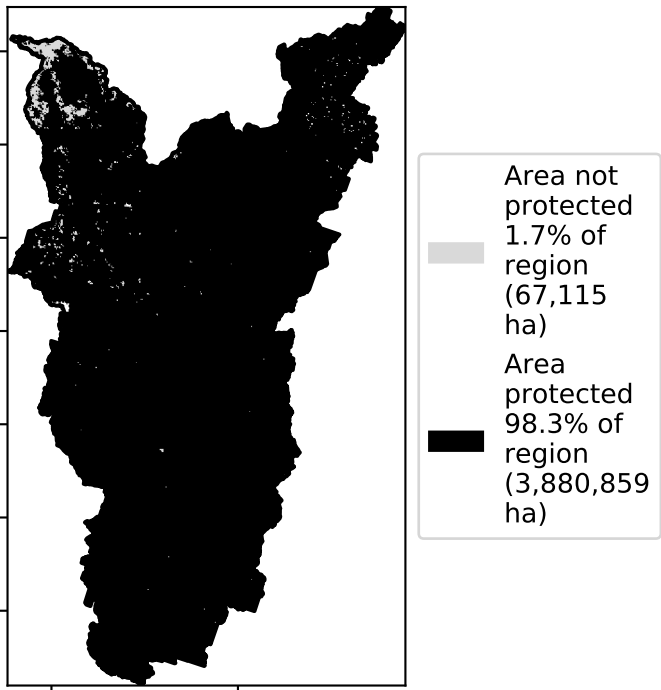 Area not
protected
1.7% of
region
(67,115
ha)
Area
protected
98.3% of
region
(3,880,859
ha)